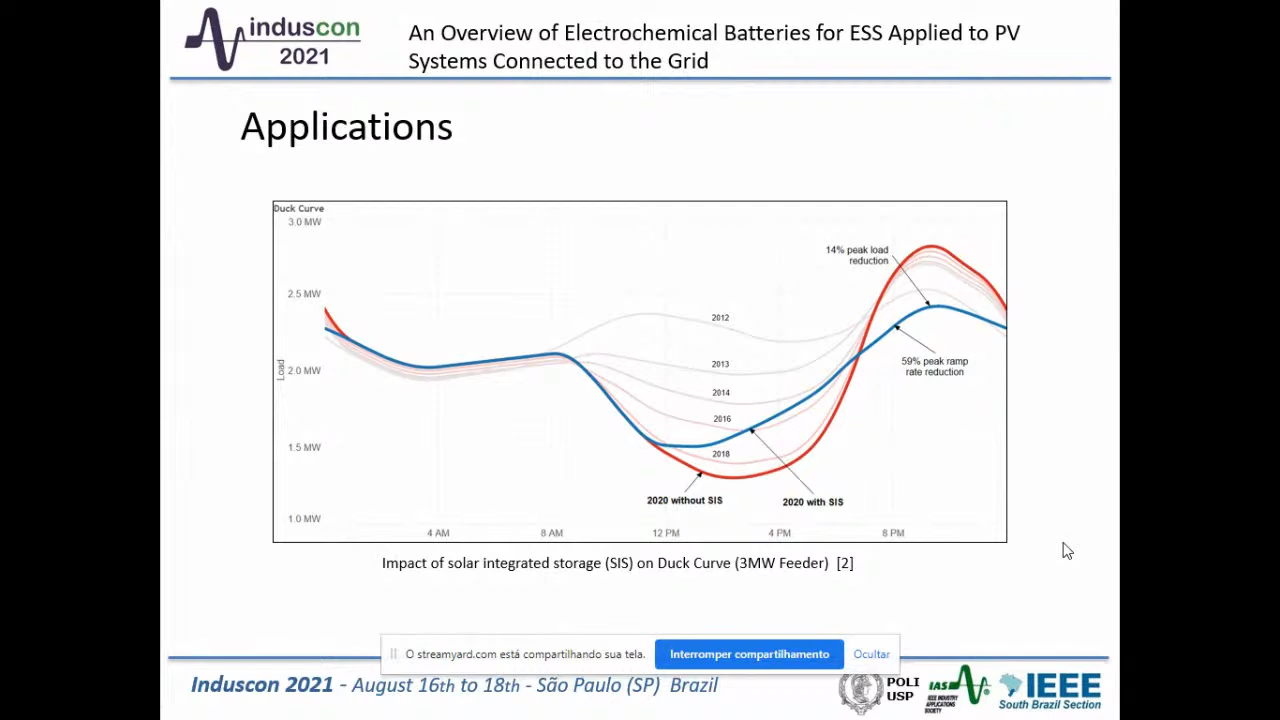 induscon
2021
An Overview of Electrochemical Batteries for ESS Applied to PV
Systems Connected to the Grid
Applications
Duck Curve
3.0 MW
2.5 MW
2.0 MW
1.5 MW
1.0 MW
Load
4 AM
8 AM
12 PM
4 PM
8 PM
2012
2013
2014
2016
2018
14% peak load
reduction
59% peak ramp
rate reduction
2020 without SIS
2020 with SIS
Impact of solar integrated storage (SIS) on Duck Curve (3MW Feeder) [2]
O streamyard.com está compartilhando sua tela.
Interromper compartilhamento
Ocultar
Induscon 2021 - August 16th to 18th - São Paulo (SP) Brazil
POLI
USP
IAS
IEEE INDUSTRY
APPLICATIONS
SOCIETY
IEEE
South Brazil Section